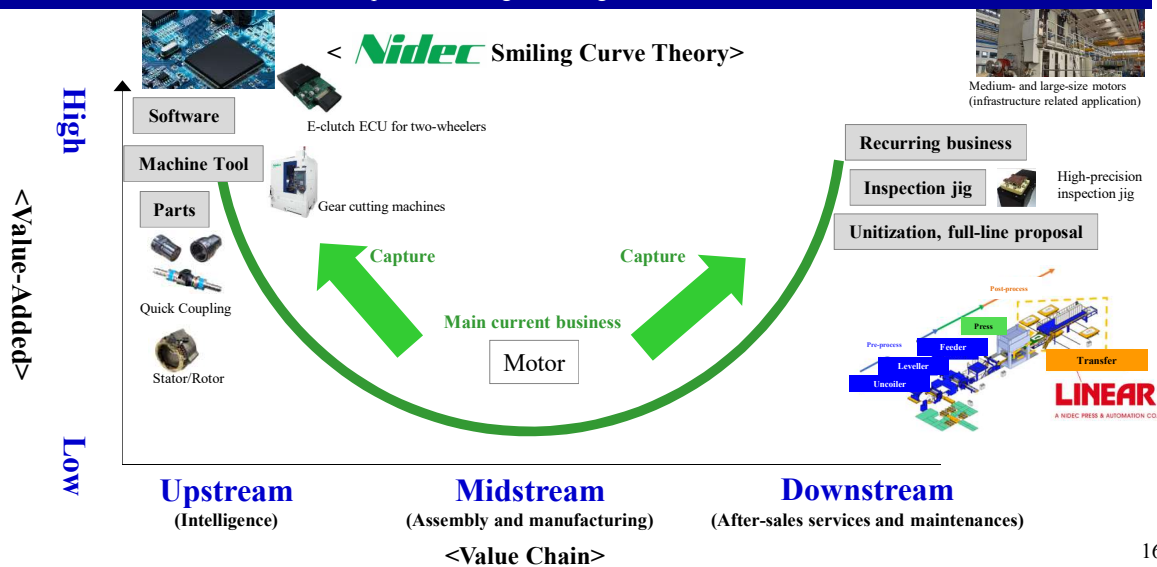 < Nidec Smiling Curve Theory>
Medium- and large-size motors
(infrastructure related application)
High
Software
E-clutch ECU for two-wheelers
Recurring business
Machine Tool
Inspection jig
High-precision
inspection jig
Parts
Gear cutting machines
Unitization, full-line proposal
<Value-Added>
Capture
Capture
Quick Coupling
Main current business
Motor
Stator/Rotor
Post-process
Press
Pre-process
Feeder
Leveller
Transfer
Uncoiler
LINEAR
A NIDEC PRESS & AUTOMATION CO.
Low
Upstream
Midstream
Downstream
(Intelligence)
(Assembly and manufacturing)
(After-sales services and maintenances)
<Value Chain>
16